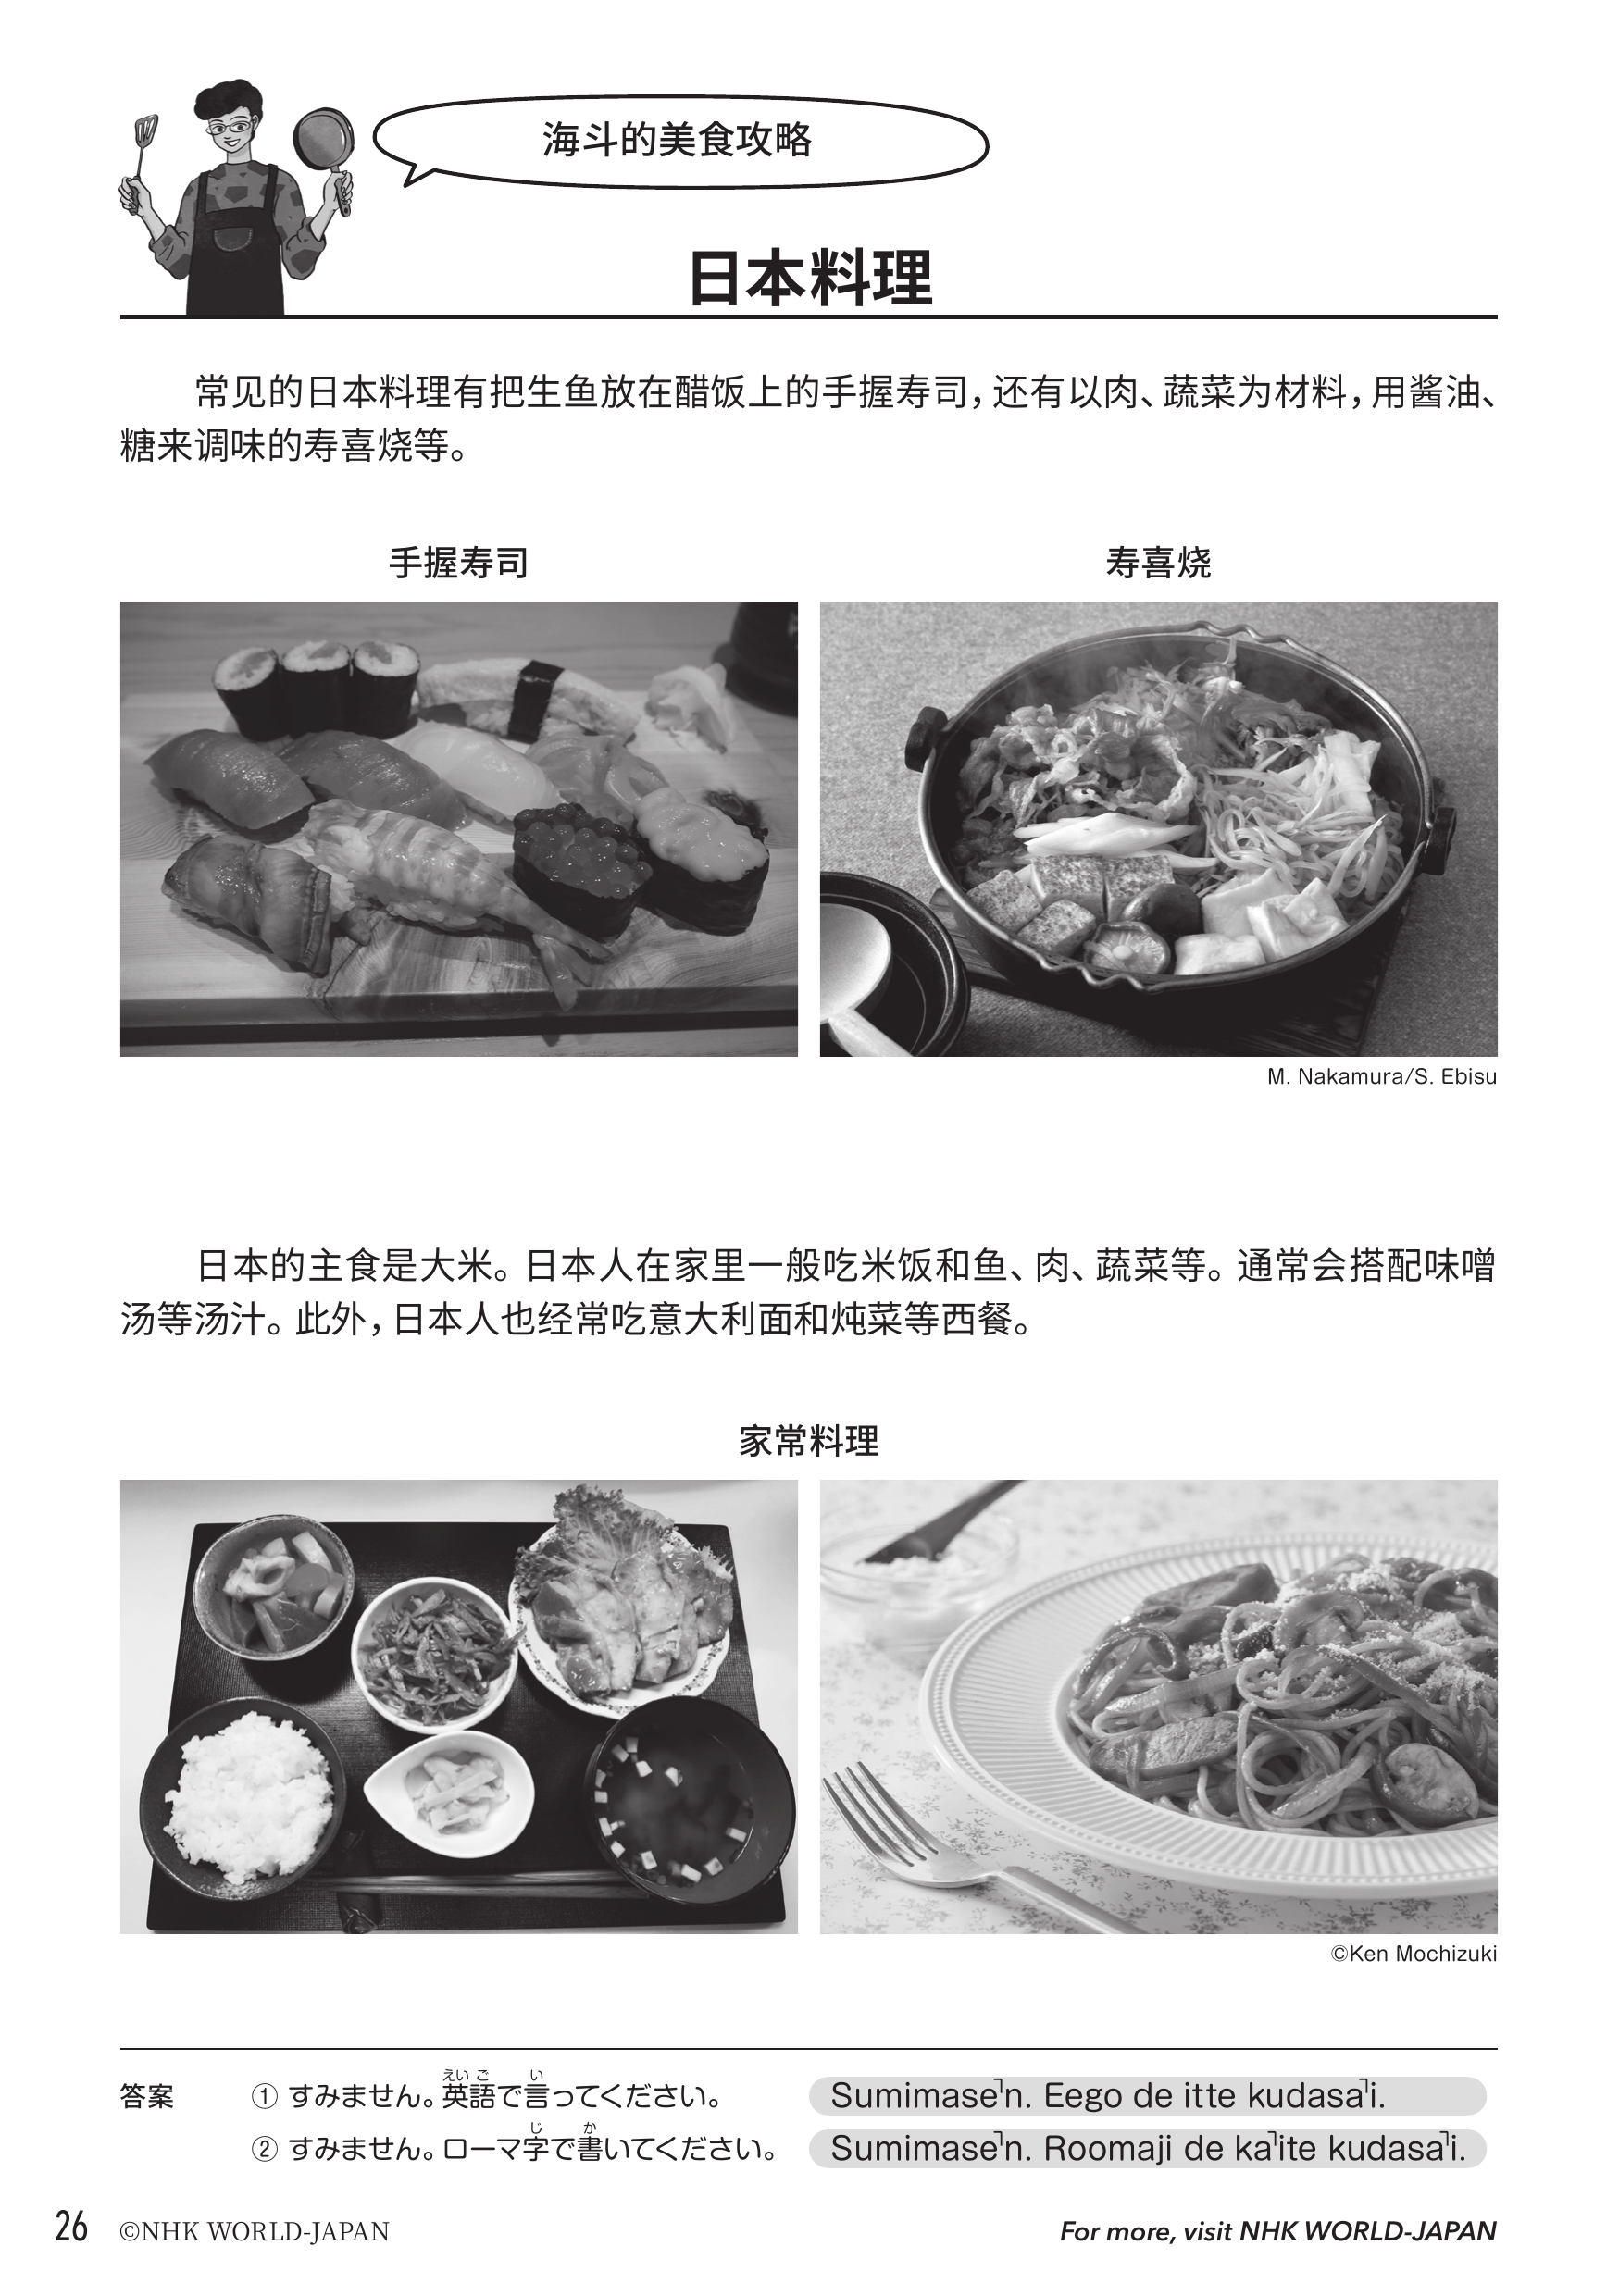 海斗的美食攻略
日本料理
常见的日本料理有把生鱼放在醋饭上的手握寿司，还有以肉、蔬菜为材料，用酱油、
糖来调味的寿喜烧等。
手握寿司
寿喜烧
M. Nakamura/S. Ebisu
日本的主食是大米。日本人在家里一般吃米饭和鱼、肉、蔬菜等。通常会搭配味噌
汤等汤汁。此外，日本人也经常吃意大利面和炖菜等西餐。
家常料理
©Ken Mochizuki
えいご い
答案 ① すみません。英語で言ってください。 Sumimase˺n. Eego de itte kudasa˺i.
じ か
② すみません。ローマ字で書いてください。 Sumimase˺n. Roomaji de ka˺ite kudasa˺i.
26 ©NHK WORLD-JAPAN For more, visit NHK WORLD-JAPAN